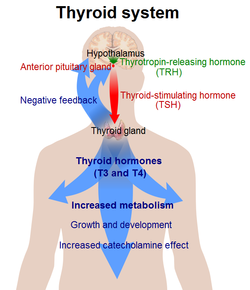 Thyroid system
Hypothalamus
Anterior pituitary gland
Thyrotropin-releasing hormone
(TRH)
Negative feedback
Thyroid-stimulating hormone
(TSH)
Thyroid gland
Thyroid hormones
(T3 and T4)
Increased metabolism
Growth and development
Increased catecholamine effect